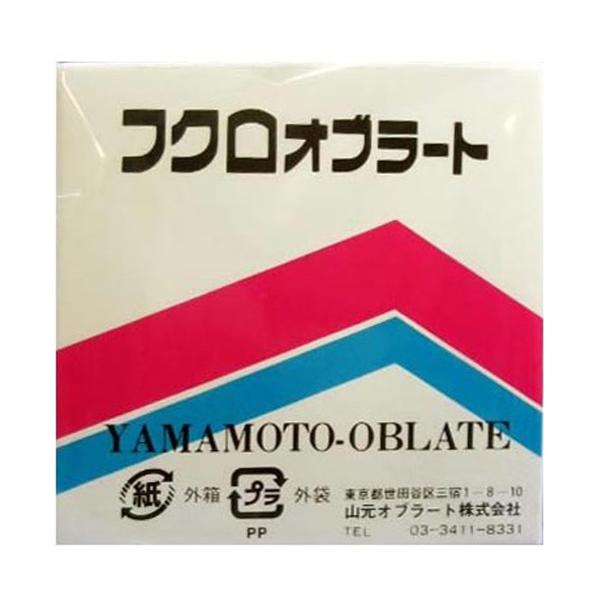 フクロオブラート
YAMAMOTO-OBLATE
紙 外箱 プラ 外袋
PP
東京都世田谷区三宿1-8-10
山元オブラート株式会社
TEL 03-3411-8331